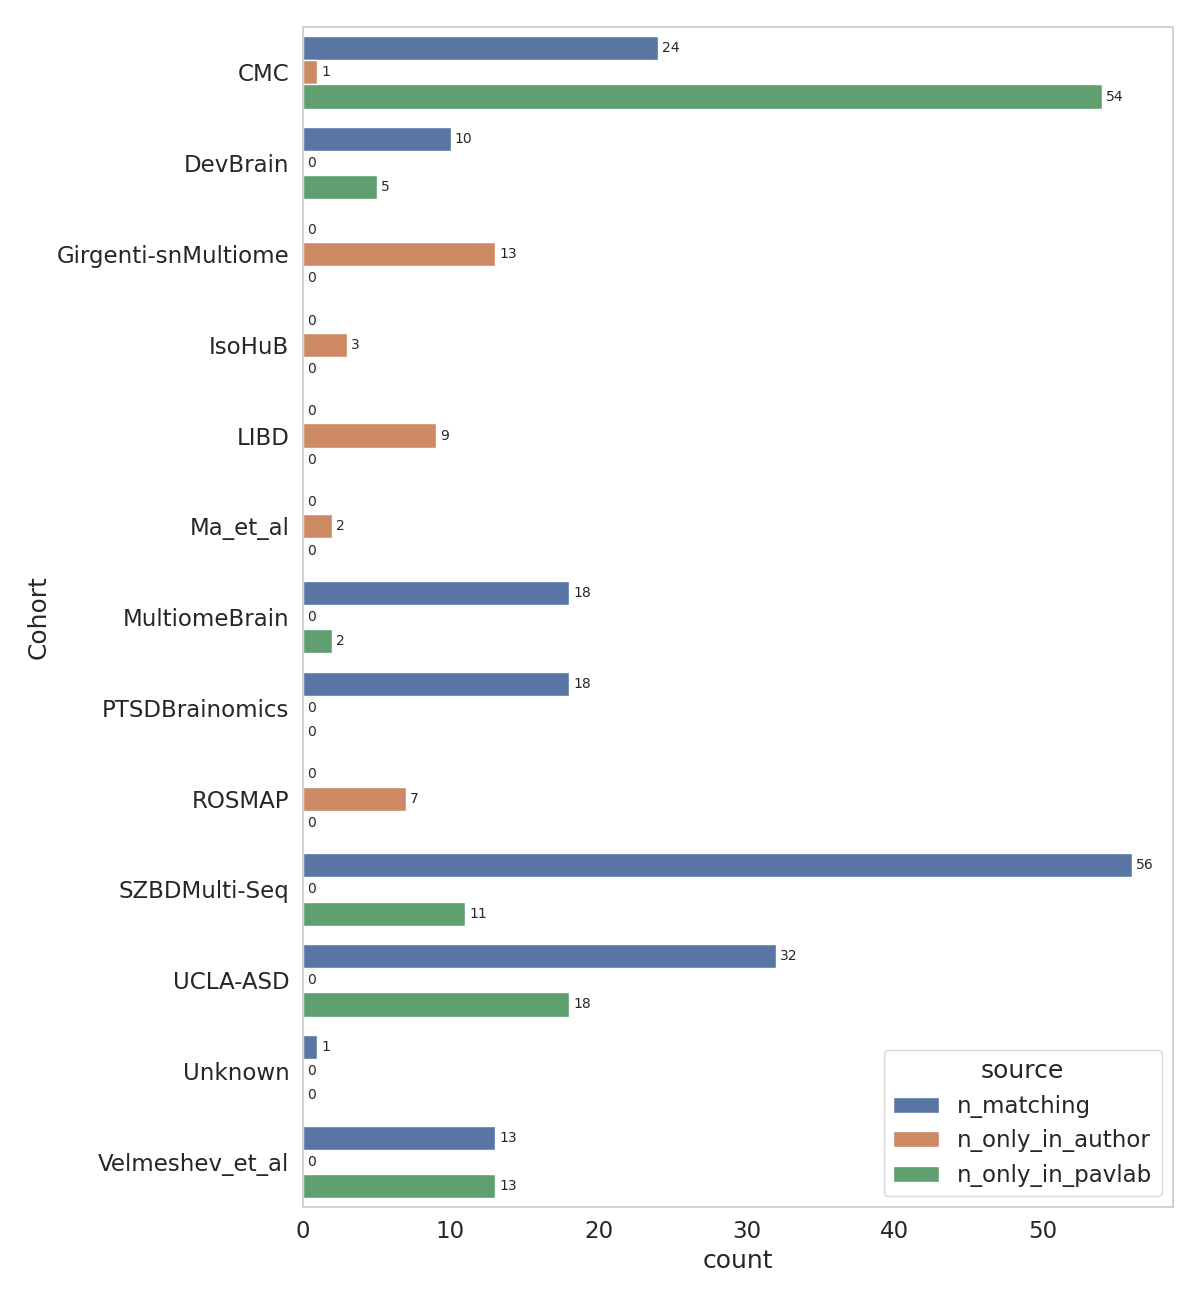 CMC
24
1
54
DevBrain
10
0
5
Girgenti-snMultiome
0
13
0
IsoHuB
0
3
0
LIBD
0
9
0
Ma_et_al
0
2
0
MultiomeBrain
18
0
2
PTSDBrainomics
18
0
0
ROSMAP
0
7
0
SZBDMulti-Seq
56
0
11
UCLA-ASD
32
0
18
Unknown
1
0
0
Velmeshev_et_al
13
0
13
Cohort
0 10 20 30 40 50
count
source
n_matching
n_only_in_author
n_only_in_pavlab